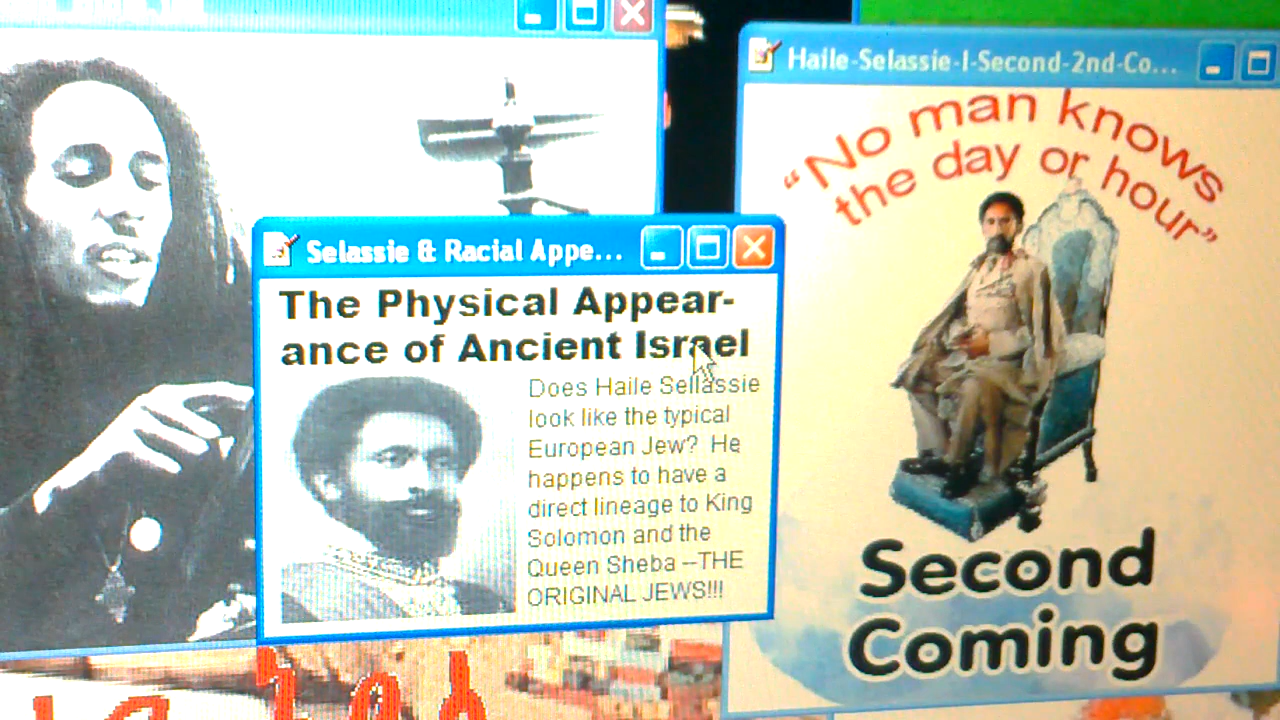 Haile-Selassie-I-Second-2nd-Co...
"No man knows
the day or hour"
Second
Coming
Selassie & Racial Appe...
The Physical Appear-
ance of Ancient Israel
Does Haile Sellassie
look like the typical
European Jew? He
happens to have a
direct lineage to King
Solomon and the
Queen Sheba --THE
ORIGINAL JEWS!!!